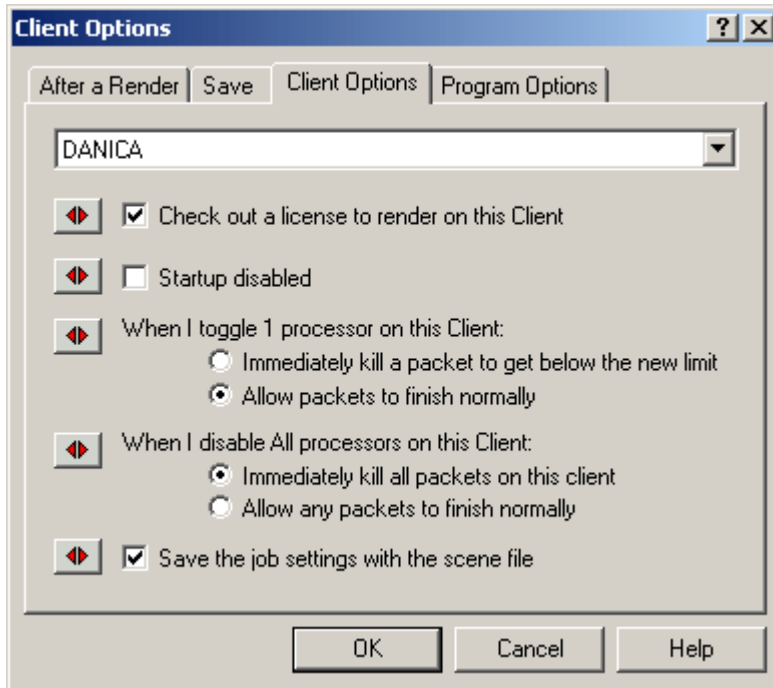 Client Options
After a Render Save Client Options Program Options
DANICA
Check out a license to render on this Client
Startup disabled
When I toggle 1 processor on this Client:
Immediately kill a packet to get below the new limit
Allow packets to finish normally
When I disable All processors on this Client:
Immediately kill all packets on this client
Allow any packets to finish normally
Save the job settings with the scene file
OK Cancel Help